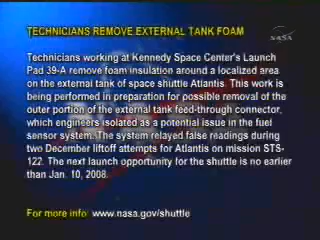 TECHNICIANS REMOVE EXTERNAL TANK FOAM
NASA
Technicians working at Kennedy Space Center's Launch
Pad 39-A remove foam insulation around a localized area
on the external tank of space shuttle Atlantis. This work is
being performed in preparation for possible removal of the
outer portion of the external tank feed-through connector,
which engineers isolated as a potential issue in the fuel
sensor system. The system relayed false readings during
two December liftoff attempts for Atlantis on mission STS-
122. The next launch opportunity for the shuttle is no earlier
than Jan. 10, 2008.
For more info: www.nasa.gov/shuttle